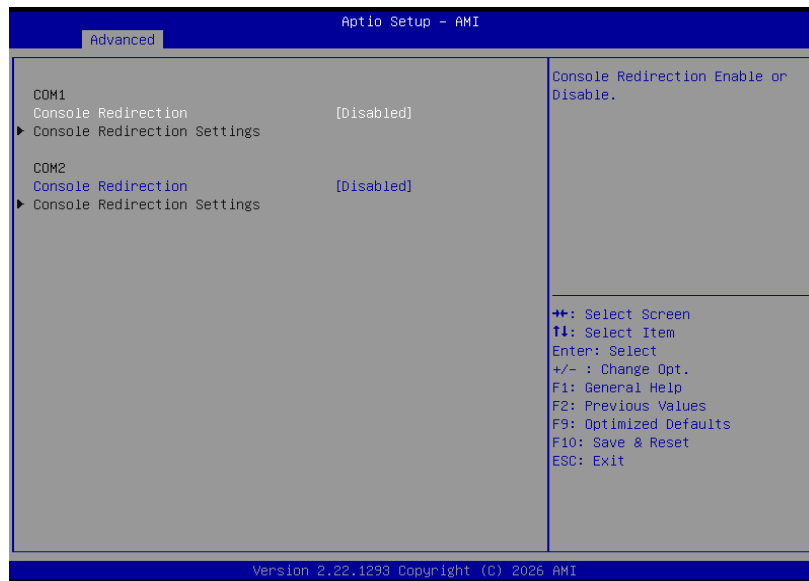 Aptio Setup – AMI
Advanced
COM1
Console Redirection [Disabled]
▶ Console Redirection Settings
COM2
Console Redirection [Disabled]
▶ Console Redirection Settings
Console Redirection Enable or
Disable.
→←: Select Screen
↑↓: Select Item
Enter: Select
+/- : Change Opt.
F1: General Help
F2: Previous Values
F9: Optimized Defaults
F10: Save & Reset
ESC: Exit
Version 2.22.1293 Copyright (C) 2026 AMI